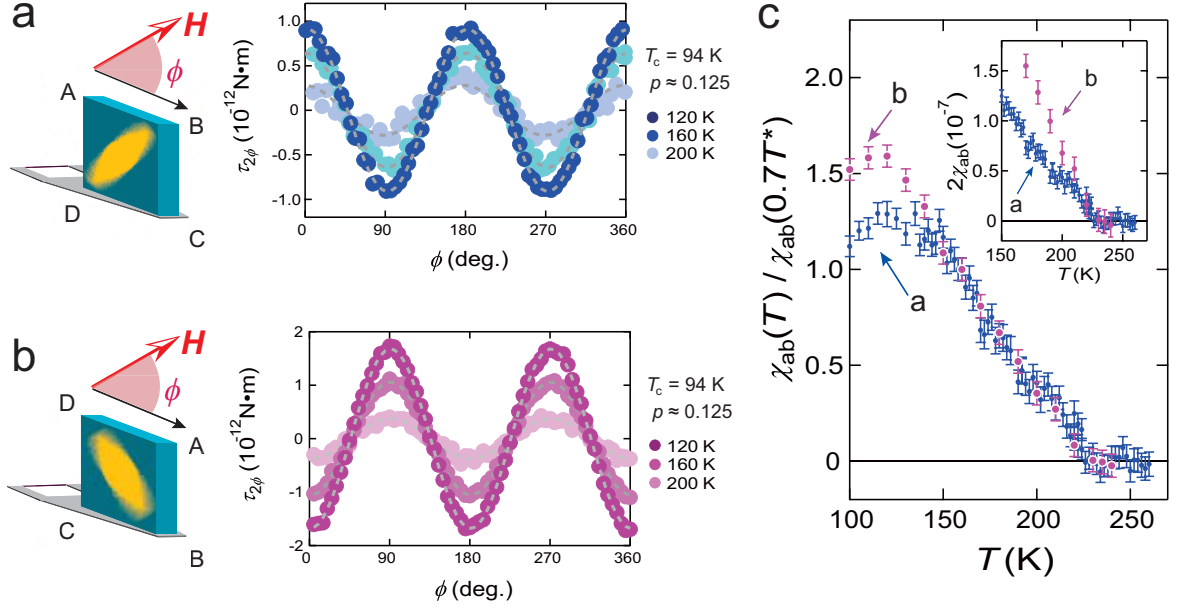 a
H
ϕ
A
B
D
C
τ2ϕ (10-12 N•m)
1.0
0.5
0
-0.5
-1.0
0
90
180
270
360
ϕ (deg.)
Tc = 94 K
p ≈ 0.125
120 K
160 K
200 K
b
H
ϕ
D
A
C
B
τ2ϕ (10-12 N•m)
2
1
0
-1
-2
0
90
180
270
360
ϕ (deg.)
Tc = 94 K
p ≈ 0.125
120 K
160 K
200 K
c
χab(T) / χab(0.7T*)
2.0
1.5
1.0
0.5
0
100
150
200
250
T (K)
b
a
2χab(10-7)
1.5
1.0
0.5
0
150
200
250
T (K)
b
a